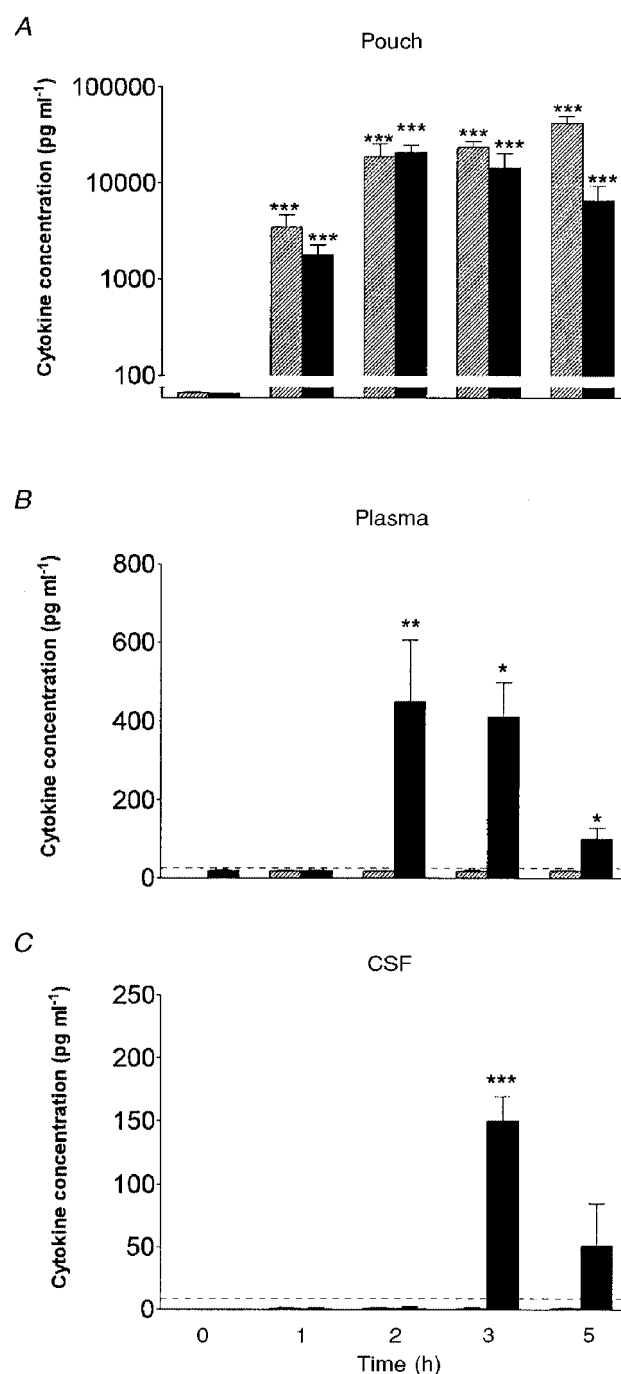 A
Pouch
Cytokine concentration (pg ml⁻¹)
100000
10000
1000
100
***
***
***
***
***
***
***
***
B
Plasma
Cytokine concentration (pg ml⁻¹)
800
600
400
200
0
**
*
*
C
CSF
Cytokine concentration (pg ml⁻¹)
250
200
150
100
50
0
***
0 1 2 3 5
Time (h)